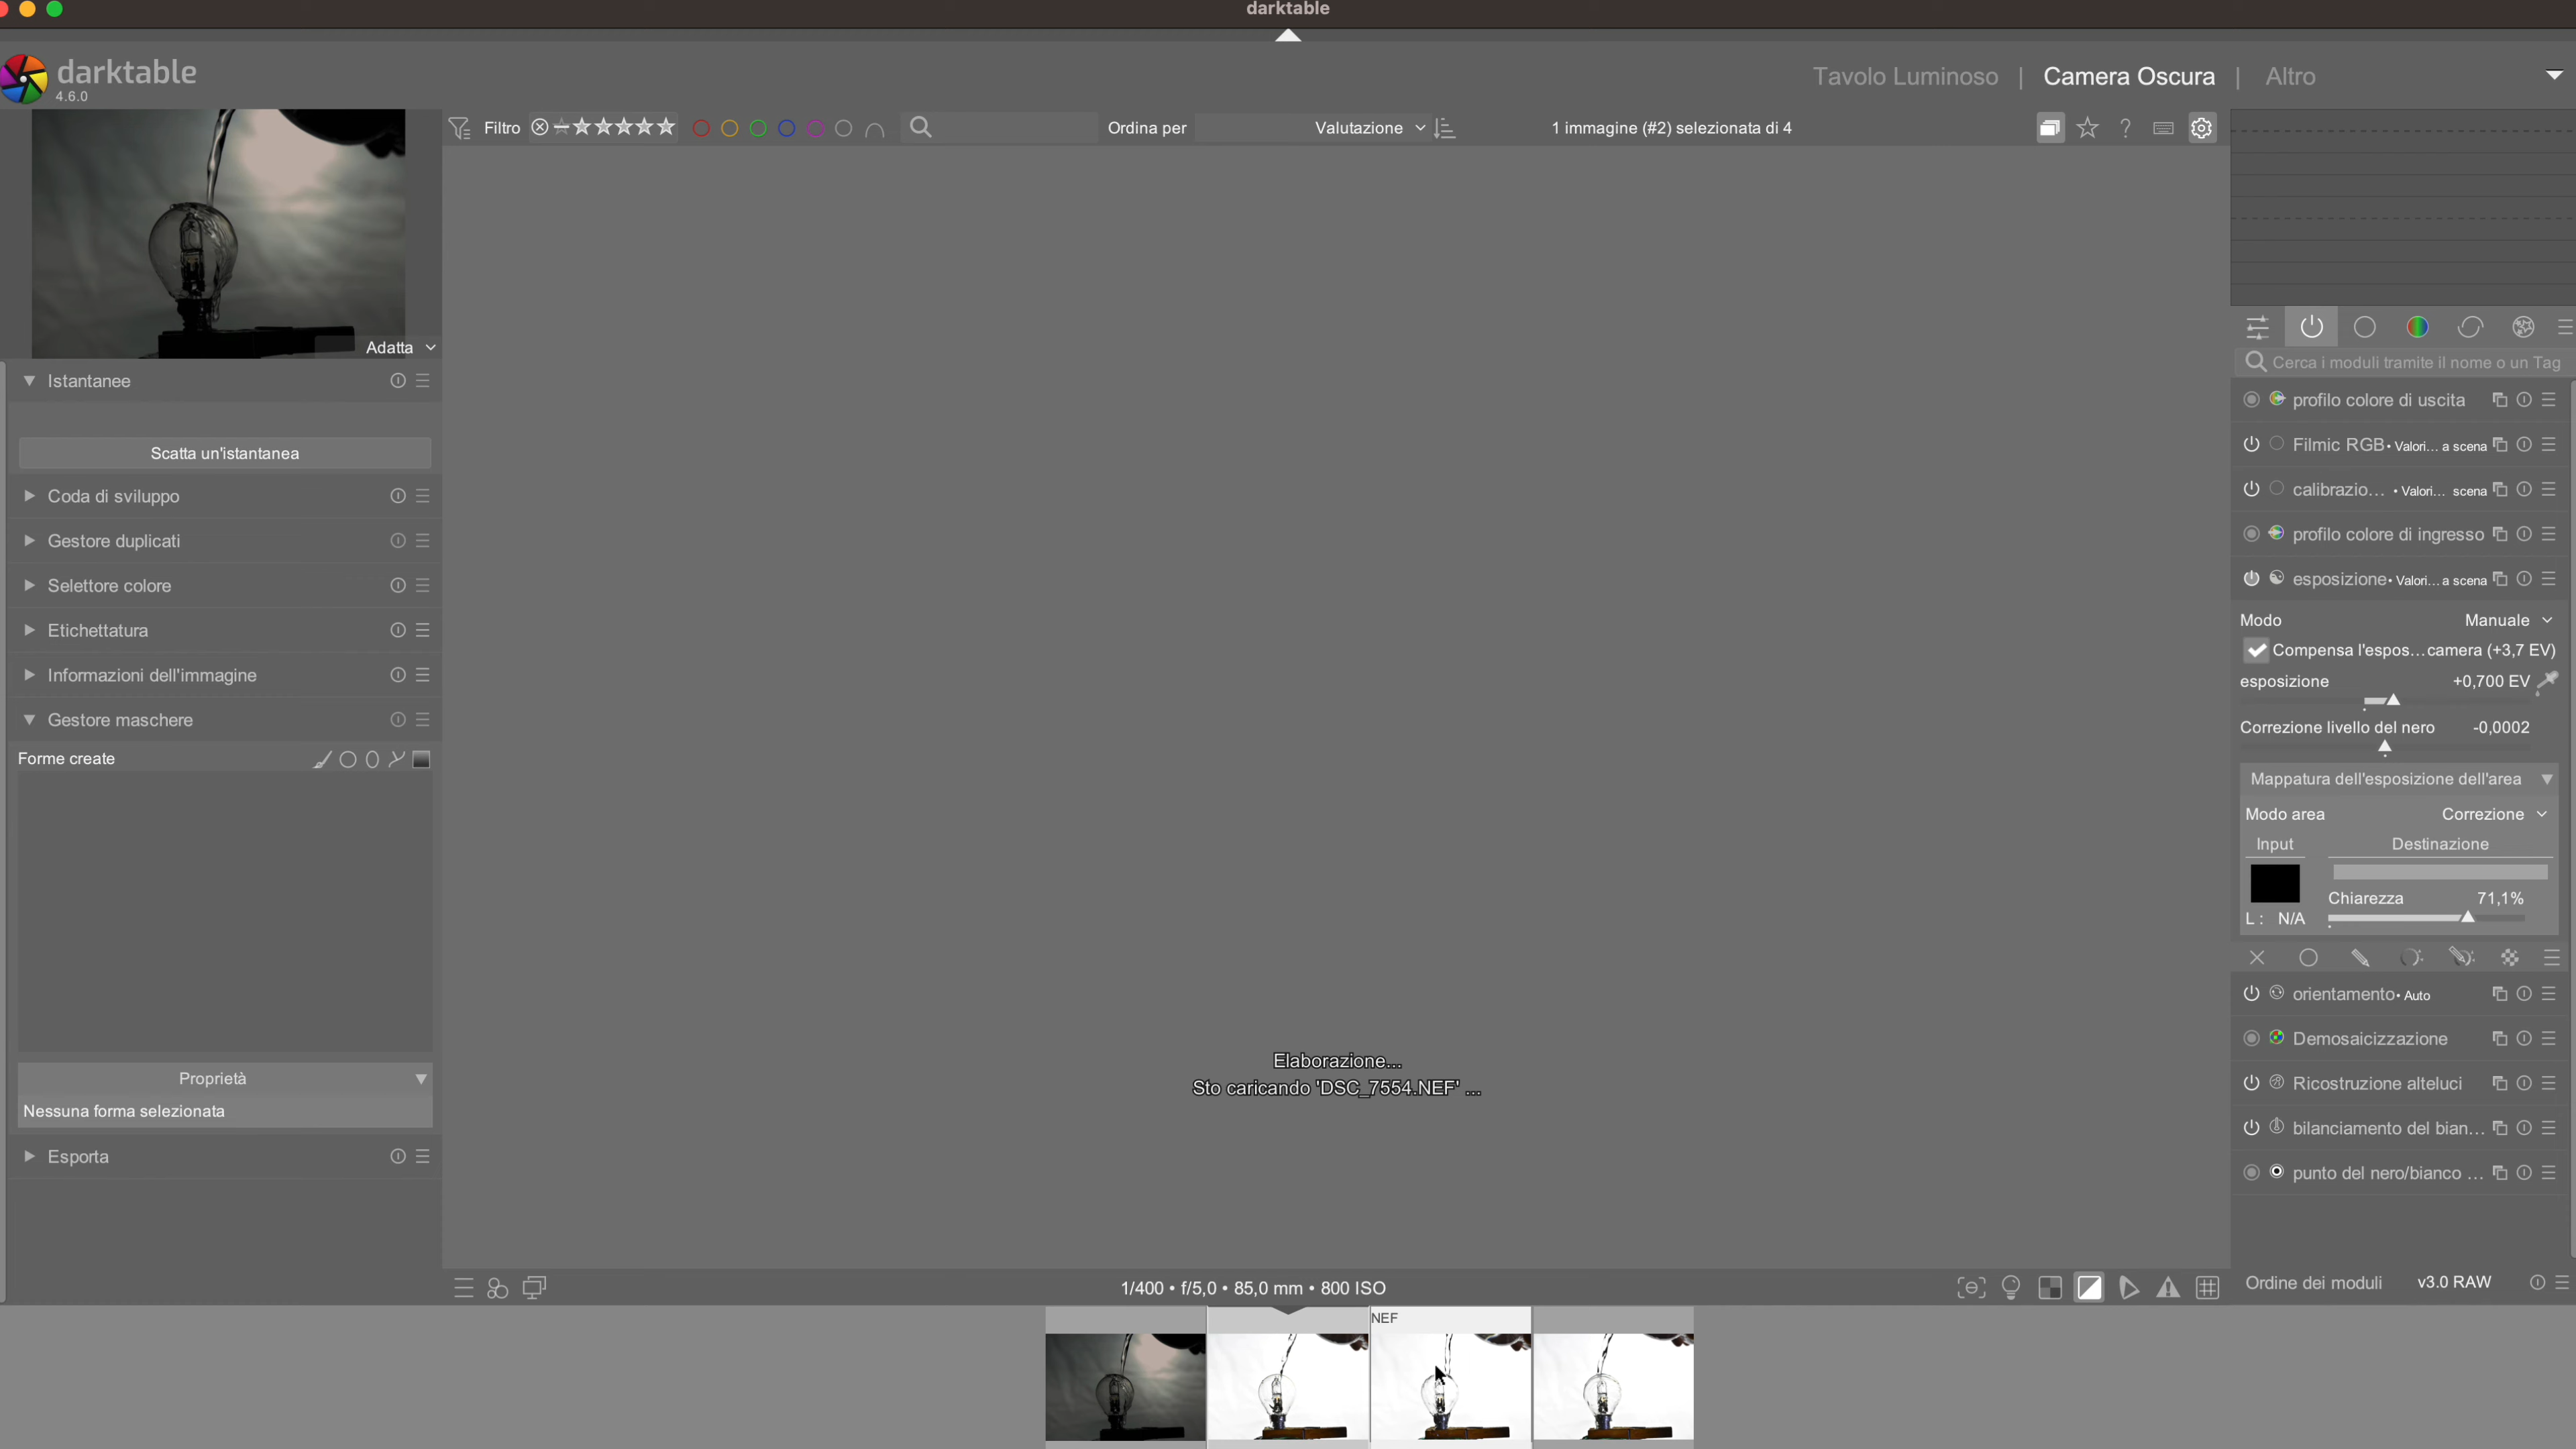 darktable
darktable
4.6.0
Tavolo Luminoso | Camera Oscura | Altro
Filtro
Ordina per Valutazione
1 immagine (#2) selezionata di 4
Adatta
Istantanee
Scatta un'istantanea
Coda di sviluppo
Gestore duplicati
Selettore colore
Etichettatura
Informazioni dell'immagine
Gestore maschere
Forme create
Proprietà
Nessuna forma selezionata
Esporta
Elaborazione...
Sto caricando 'DSC_7554.NEF' ...
1/400 • f/5,0 • 85,0 mm • 800 ISO
NEF
Cerca i moduli tramite il nome o un Tag
profilo colore di uscita
Filmic RGB • Valori... a scena
calibrazio... • Valori... scena
profilo colore di ingresso
esposizione • Valori... a scena
Modo Manuale
Compensa l'espos...camera (+3,7 EV)
esposizione +0,700 EV
Correzione livello del nero -0,0002
Mappatura dell'esposizione dell'area
Modo area Correzione
Input Destinazione
Chiarezza 71,1%
L : N/A
orientamento • Auto
Demosaicizzazione
Ricostruzione alteluci
bilanciamento del bian...
punto del nero/bianco ...
Ordine dei moduli v3.0 RAW